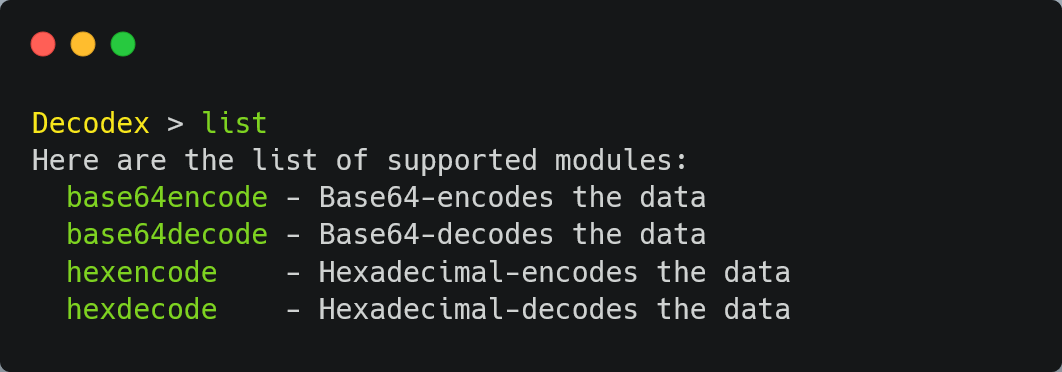 Decodex > list
Here are the list of supported modules:
  base64encode - Base64-encodes the data
  base64decode - Base64-decodes the data
  hexencode    - Hexadecimal-encodes the data
  hexdecode    - Hexadecimal-decodes the data